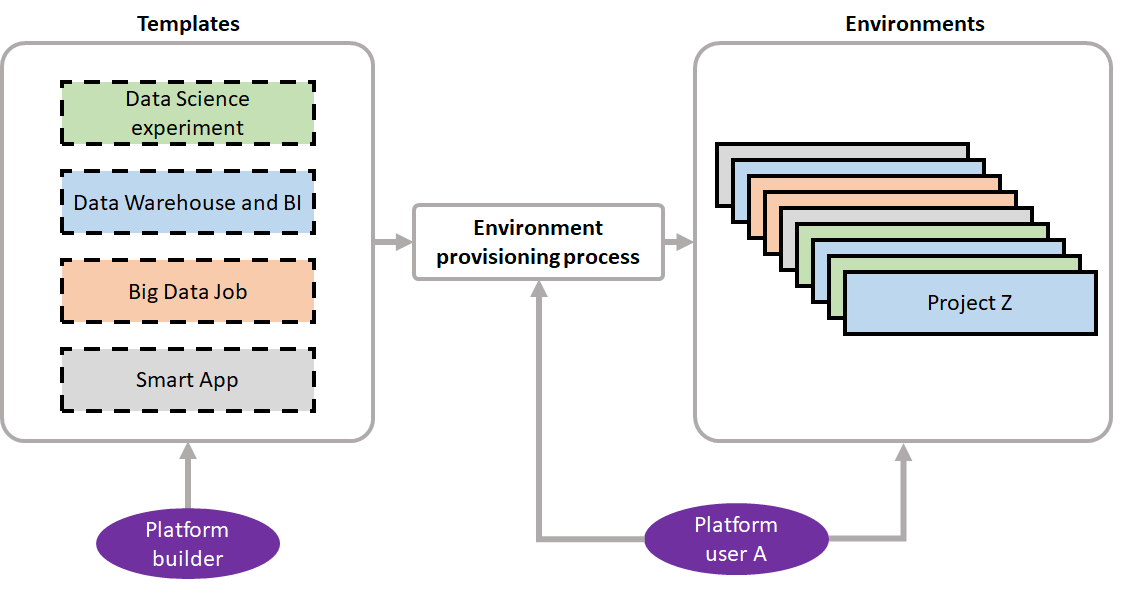 Templates
Environments
Data Science
experiment
Data Warehouse and BI
Big Data Job
Smart App
Environment
provisioning process
Project Z
Platform
builder
Platform
user A